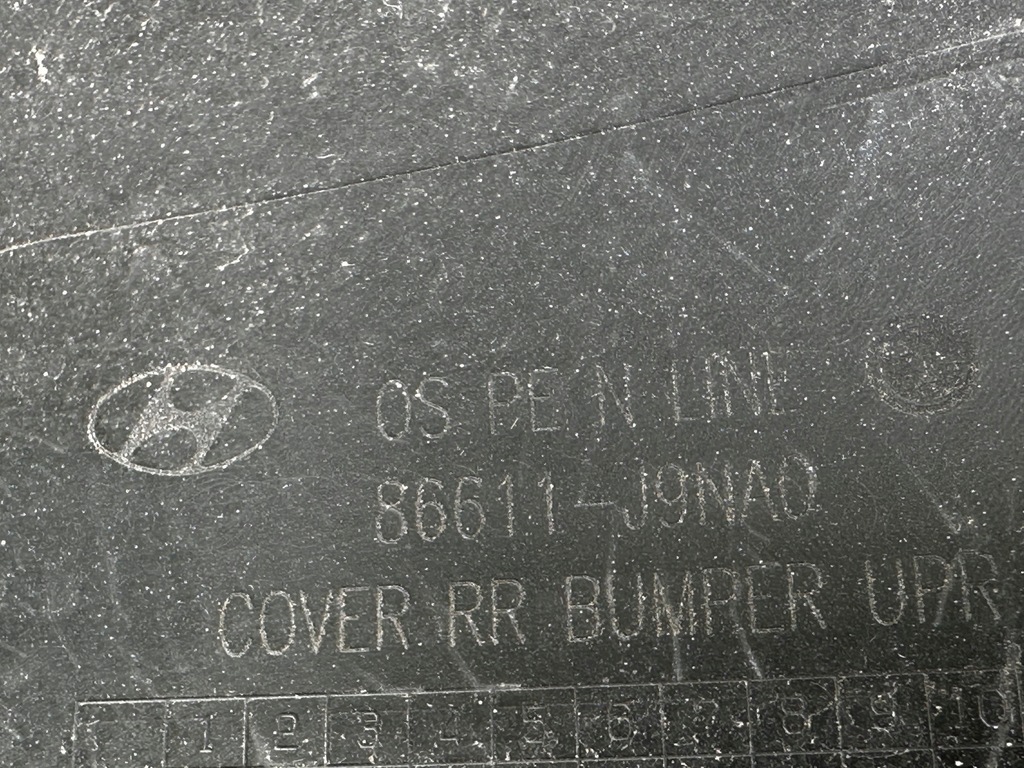 OS PE N LINE
86611-J9NA0
COVER RR BUMPER UPR
1 2 3 4 5 6 7 8 9 10